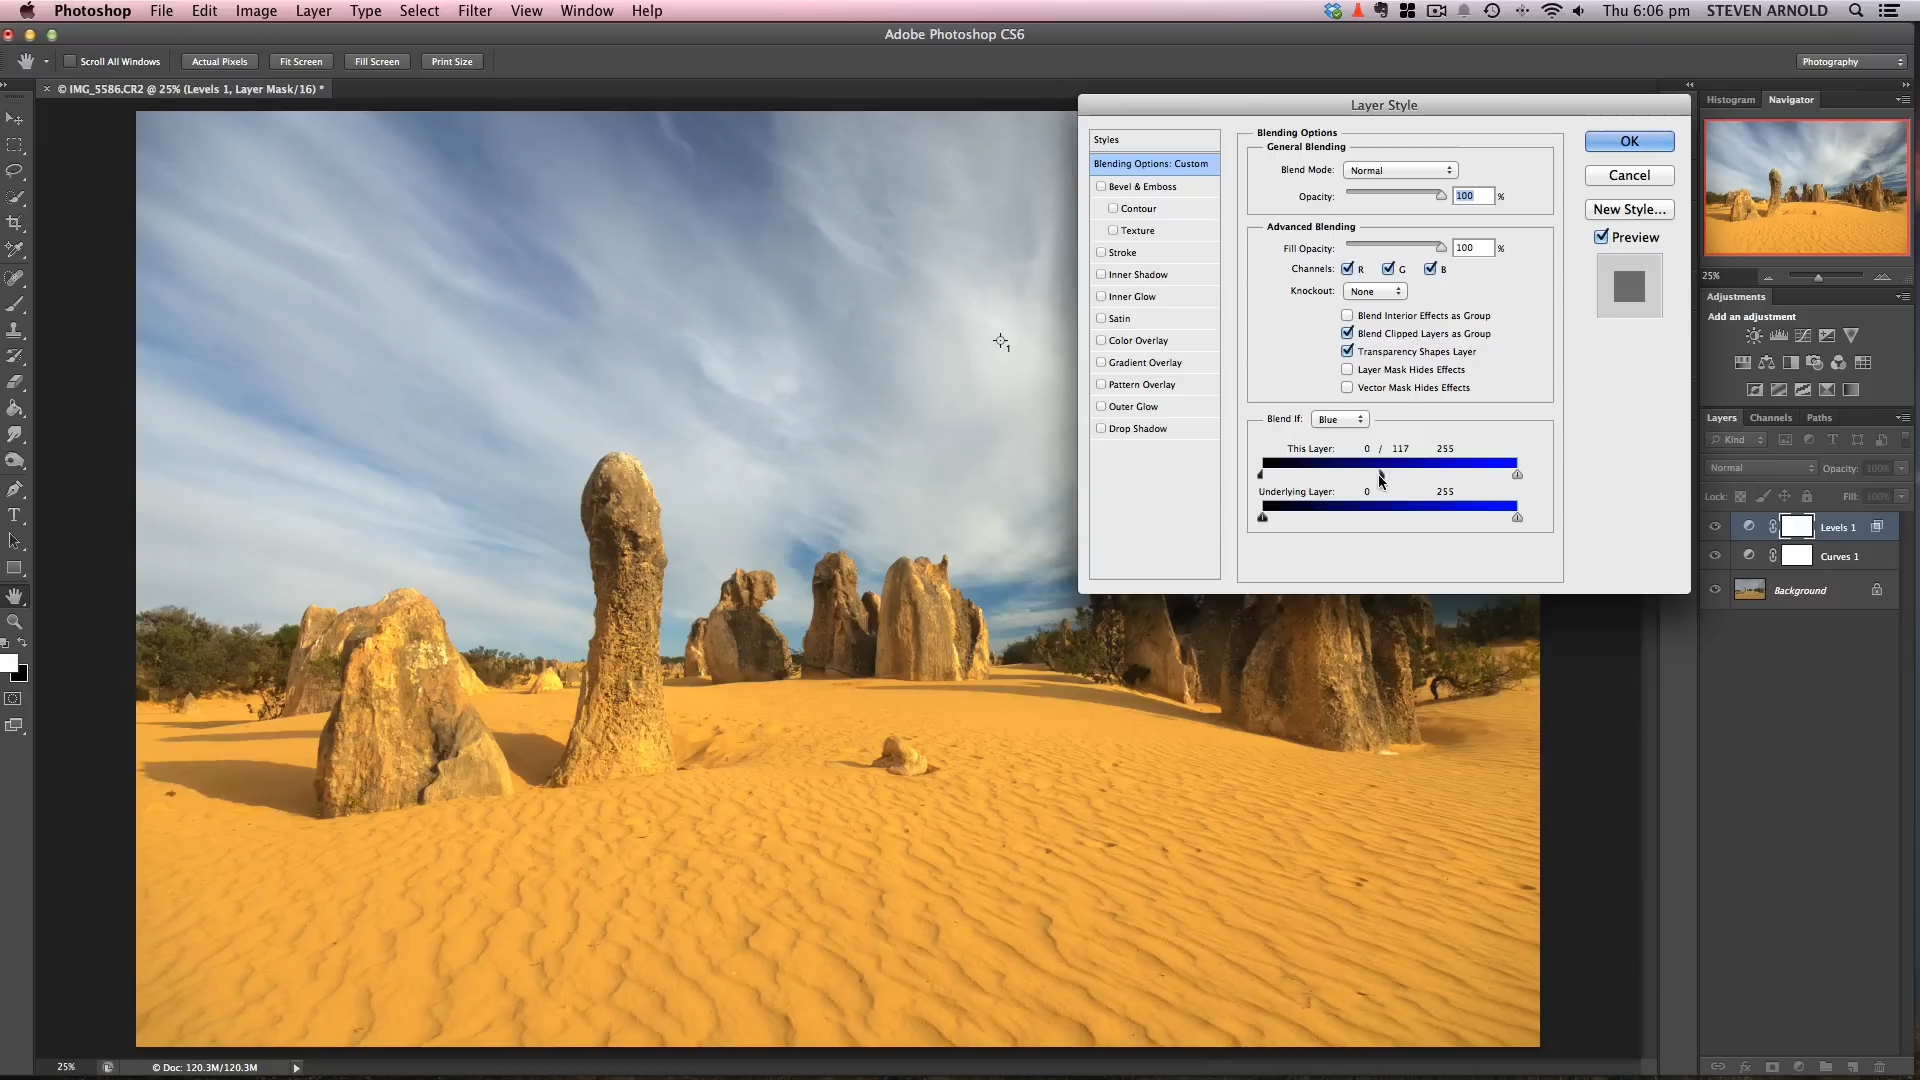 Photoshop File Edit Image Layer Type Select Filter View Window Help Thu 6:06 pm STEVEN ARNOLD
Adobe Photoshop CS6
Scroll All Windows Actual Pixels Fit Screen Fill Screen Print Size Photography
× © IMG_5586.CR2 @ 25% (Levels 1, Layer Mask/16) *
Layer Style
Styles
Blending Options: Custom
Bevel & Emboss
Contour
Texture
Stroke
Inner Shadow
Inner Glow
Satin
Color Overlay
Gradient Overlay
Pattern Overlay
Outer Glow
Drop Shadow
Blending Options
General Blending
Blend Mode: Normal
Opacity: 100 %
Advanced Blending
Fill Opacity: 100 %
Channels: R G B
Knockout: None
Blend Interior Effects as Group
Blend Clipped Layers as Group
Transparency Shapes Layer
Layer Mask Hides Effects
Vector Mask Hides Effects
Blend If: Blue
This Layer: 0 / 117 255
Underlying Layer: 0 255
OK
Cancel
New Style...
Preview
1
Histogram Navigator
25%
Adjustments
Add an adjustment
Layers Channels Paths
Kind
Normal Opacity: 100%
Lock: Fill: 100%
Levels 1
Curves 1
Background
25% © Doc: 120.3M/120.3M